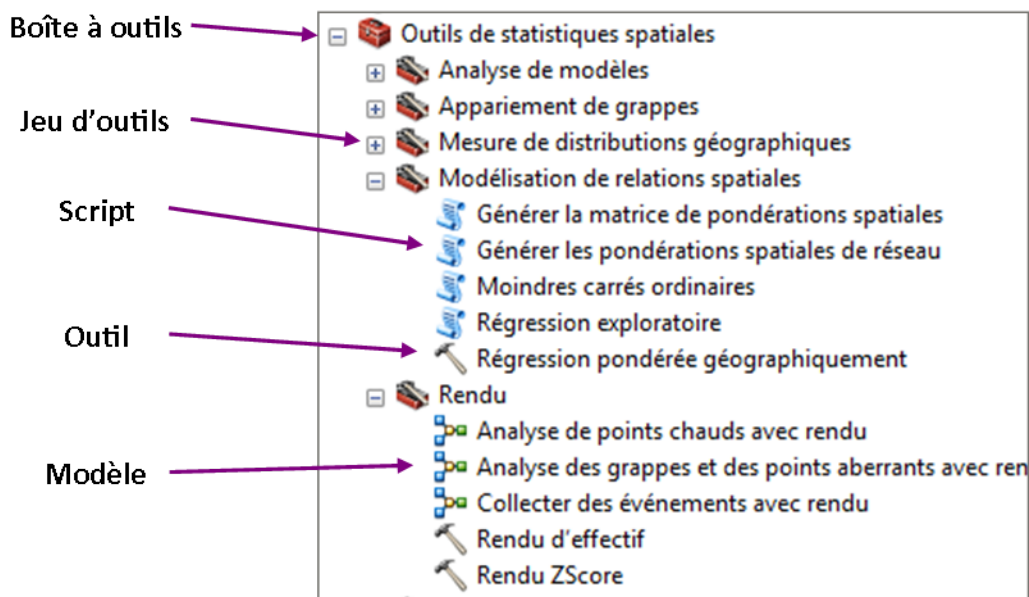 Boîte à outils
Outils de statistiques spatiales
Analyse de modèles
Appariement de grappes
Jeu d'outils
Mesure de distributions géographiques
Modélisation de relations spatiales
Script
Générer la matrice de pondérations spatiales
Générer les pondérations spatiales de réseau
Moindres carrés ordinaires
Régression exploratoire
Outil
Régression pondérée géographiquement
Rendu
Analyse de points chauds avec rendu
Modèle
Analyse des grappes et des points aberrants avec ren
Collecter des événements avec rendu
Rendu d'effectif
Rendu ZScore